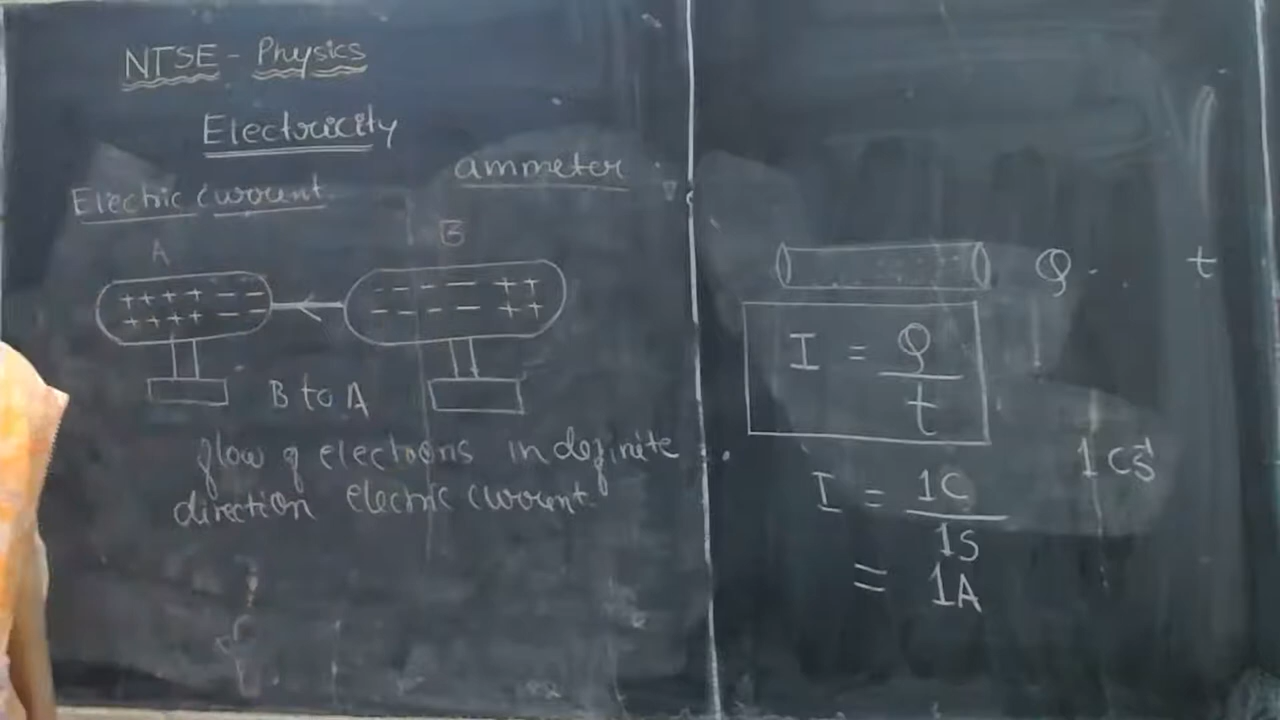 NTSE - Physics
Electricity
ammeter
Electric current
A
B
++++ -- -- --
++++ -- --
-- -- -- -- ++
-- -- -- -- ++
B to A
flow of electrons in definite
direction electric current.
Q t
I = Q/t
I = 1C/1S
= 1A
1 CS⁻¹